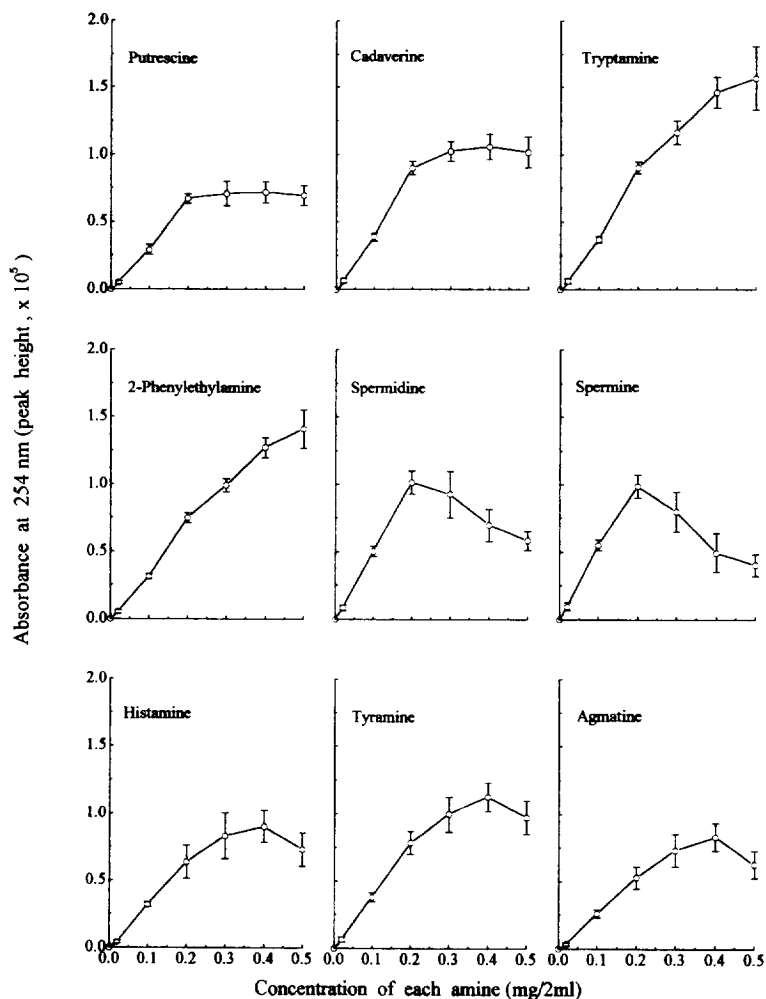 Absorbance at 254 nm (peak height, x 10⁵)
2.0
1.5
1.0
0.5
0.0
Putrescine
Cadaverine
Tryptamine
2.0
1.5
1.0
0.5
0.0
2-Phenylethylamine
Spermidine
Spermine
2.0
1.5
1.0
0.5
0.0
Histamine
Tyramine
Agmatine
0.0 0.1 0.2 0.3 0.4 0.5
0.0 0.1 0.2 0.3 0.4 0.5
0.0 0.1 0.2 0.3 0.4 0.5
Concentration of each amine (mg/2ml)